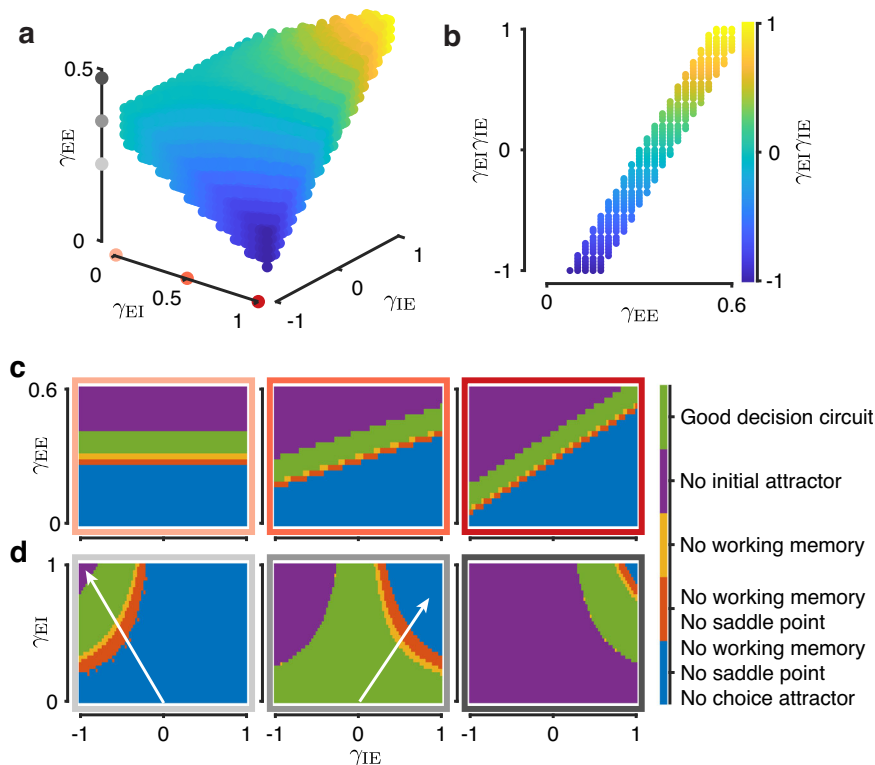 a
0.5
γEE
0
0
0.5
1
γEI
-1
0
1
γIE
b
1
0
-1
γEIγIE
0
0.6
γEE
1
0
-1
γEIγIE
c
0.6
γEE
0
d
1
γEI
0
-1
0
1
-1
0
1
-1
0
1
γIE
Good decision circuit
No initial attractor
No working memory
No working memory
No saddle point
No working memory
No saddle point
No choice attractor